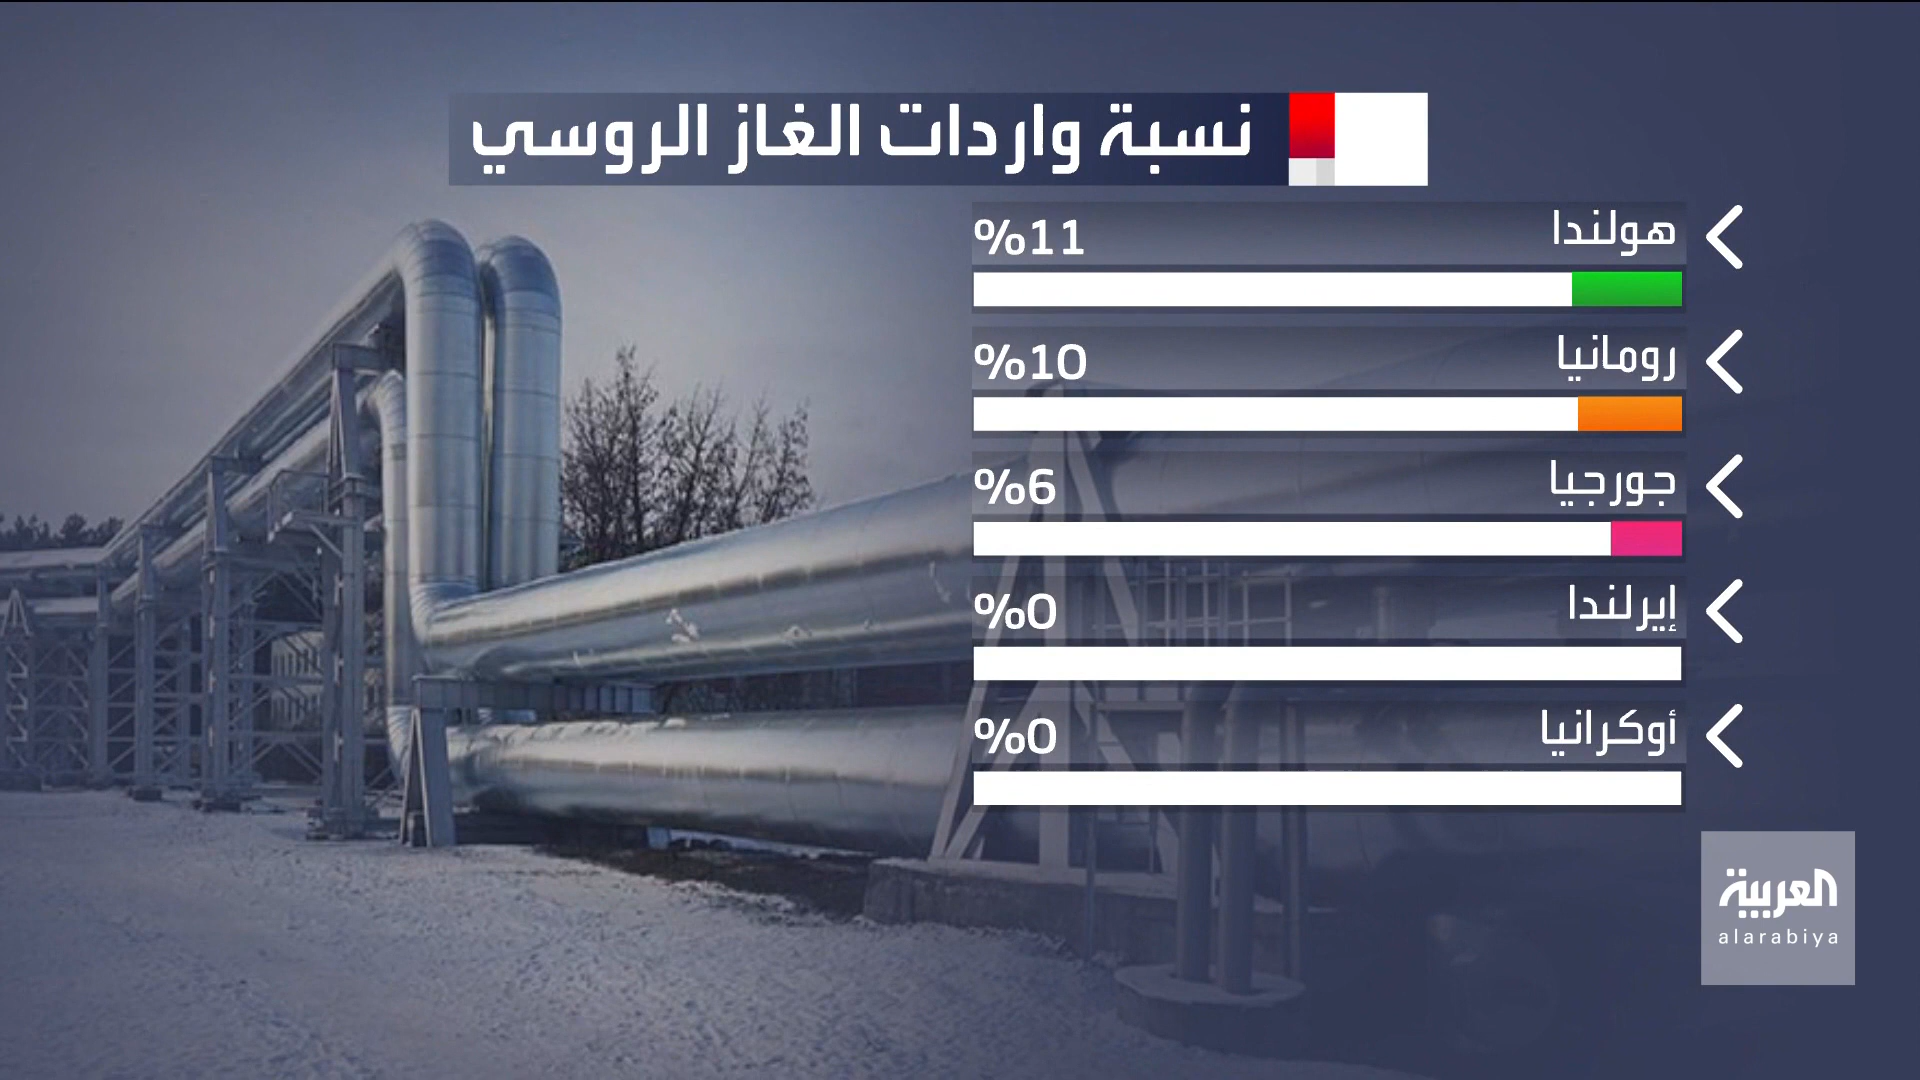 نسبة واردات الغاز الروسي
هولندا %11
رومانيا %10
جورجيا %6
إيرلندا %0
أوكرانيا %0
العربية
alarabiya